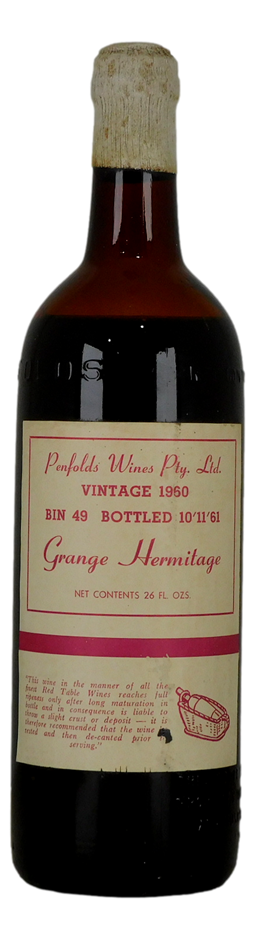 Penfolds Wines Pty. Ltd.
VINTAGE 1960
BIN 49 BOTTLED 10'11'61
Grange Hermitage
NET CONTENTS 26 FL. OZS.
"This wine in the manner of all the
finest Red Table Wines reaches full
ripeness only after long maturation in
bottle and in consequence is liable to
throw a slight crust or deposit — it is
therefore recommended that the wine be
rested and then de-canted prior to
serving."